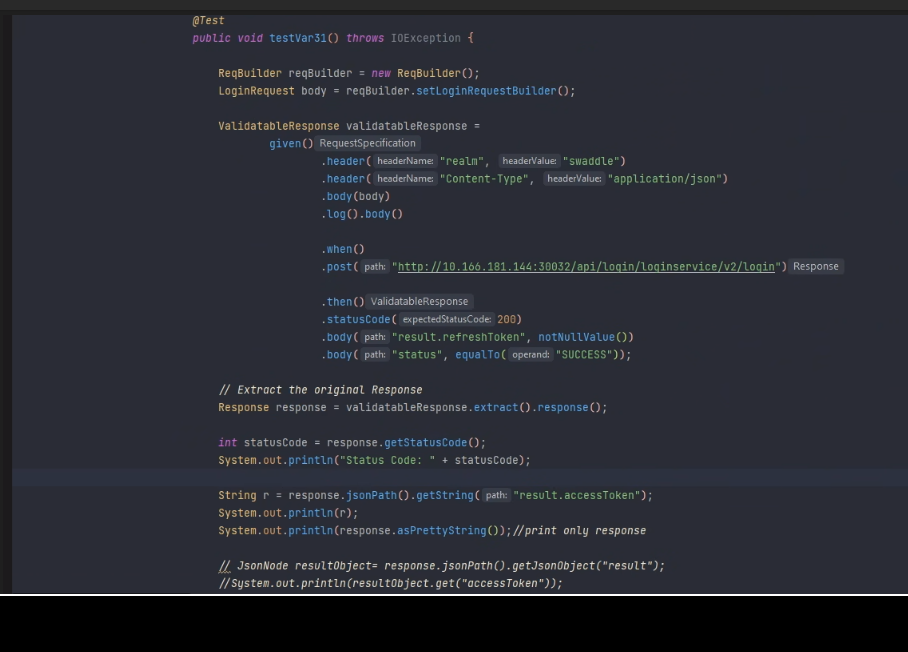 @Test
public void testVar31() throws IOException {
ReqBuilder reqBuilder = new ReqBuilder();
LoginRequest body = reqBuilder.setLoginRequestBuilder();
ValidatableResponse validatableResponse =
given() RequestSpecification
.header( headerName: "realm", headerValue: "swaddle")
.header( headerName: "Content-Type", headerValue: "application/json")
.body(body)
.log().body()
.when()
.post( path: "http://10.166.181.144:30032/api/login/loginservice/v2/login") Response
.then() ValidatableResponse
.statusCode( expectedStatusCode: 200)
.body( path: "result.refreshToken", notNullValue())
.body( path: "status", equalTo( operand: "SUCCESS"));
// Extract the original Response
Response response = validatableResponse.extract().response();
int statusCode = response.getStatusCode();
System.out.println("Status Code: " + statusCode);
String r = response.jsonPath().getString( path: "result.accessToken");
System.out.println(r);
System.out.println(response.asPrettyString());//print only response
// JsonNode resultObject= response.jsonPath().getJsonObject("result");
//System.out.println(resultObject.get("accessToken"));